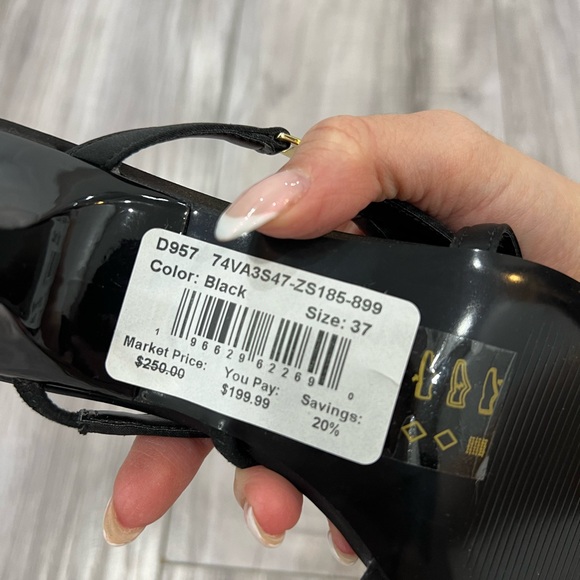 D957 74VA3S47-ZS185-899
Color: Black
Size: 37
1 96629 62269 0
Market Price: You Pay: Savings:
$250.00 $199.99 20%